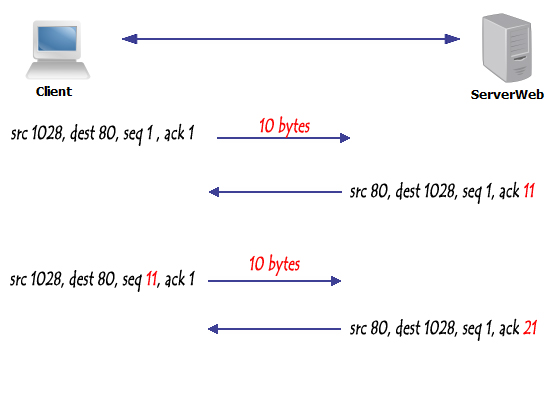 Client
ServerWeb
src 1028, dest 80, seq 1 , ack 1
10 bytes
src 80, dest 1028, seq 1, ack 11
src 1028, dest 80, seq 11, ack 1
10 bytes
src 80, dest 1028, seq 1, ack 21